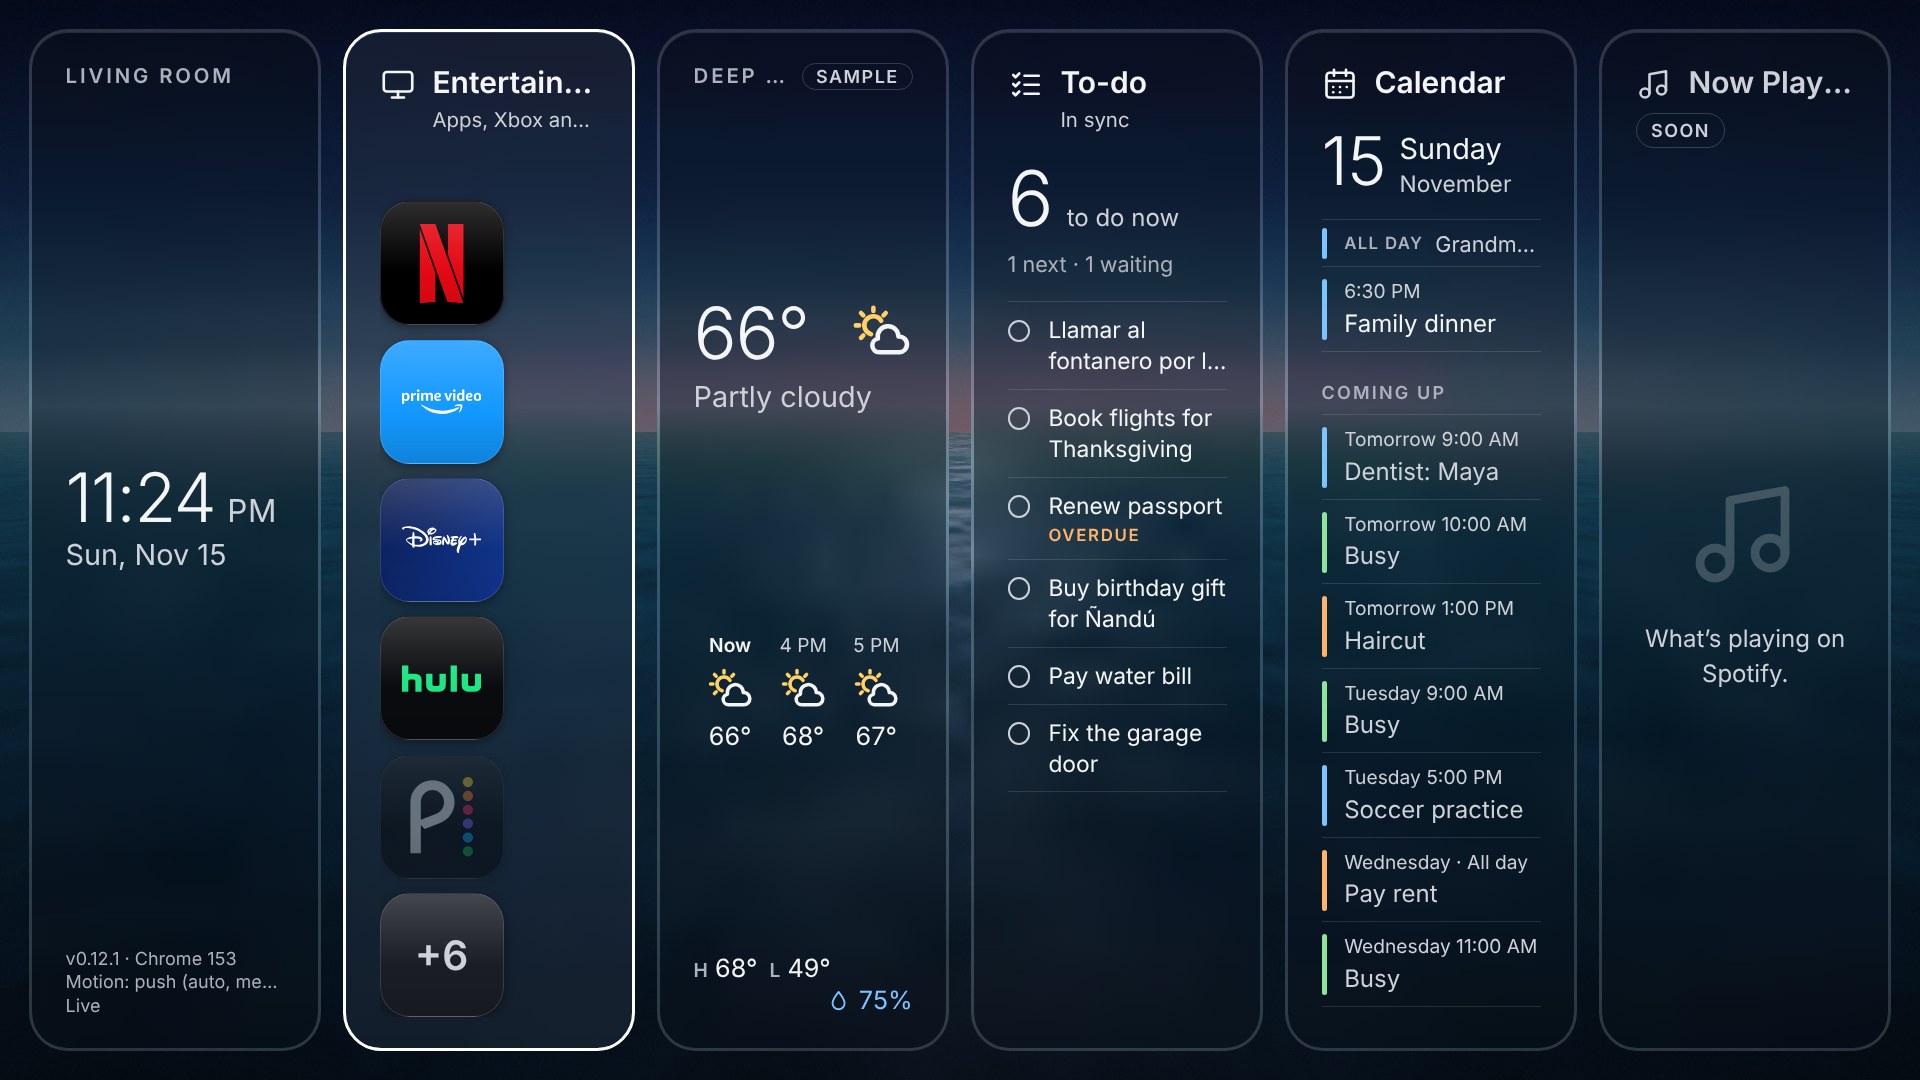 LIVING ROOM
11:24 PM
Sun, Nov 15
v0.12.1 · Chrome 153
Motion: push (auto, me...
Live
Entertain...
Apps, Xbox an...
N
prime video
Disney+
hulu
P
+6
DEEP ... SAMPLE
66°
Partly cloudy
Now 4 PM 5 PM
66° 68° 67°
H 68° L 49°
75%
To-do
In sync
6 to do now
1 next · 1 waiting
Llamar al
fontanero por l...
Book flights for
Thanksgiving
Renew passport
OVERDUE
Buy birthday gift
for Ñandú
Pay water bill
Fix the garage
door
Calendar
15 Sunday
November
ALL DAY Grandm...
6:30 PM
Family dinner
COMING UP
Tomorrow 9:00 AM
Dentist: Maya
Tomorrow 10:00 AM
Busy
Tomorrow 1:00 PM
Haircut
Tuesday 9:00 AM
Busy
Tuesday 5:00 PM
Soccer practice
Wednesday · All day
Pay rent
Wednesday 11:00 AM
Busy
Now Play...
SOON
What's playing on
Spotify.